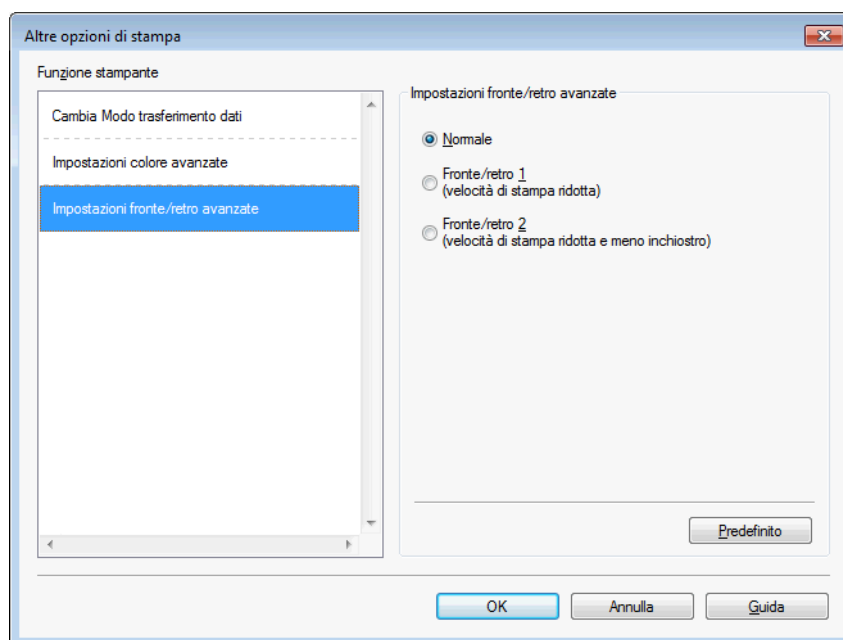 Altre opzioni di stampa
Funzione stampante
Cambia Modo trasferimento dati
Impostazioni colore avanzate
Impostazioni fronte/retro avanzate
Impostazioni fronte/retro avanzate
Normale
Fronte/retro 1
(velocità di stampa ridotta)
Fronte/retro 2
(velocità di stampa ridotta e meno inchiostro)
Predefinito
OK
Annulla
Guida